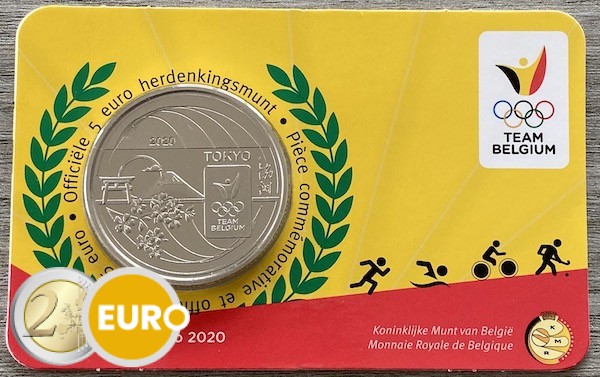 Officiële 5 euro herdenkingsmunt • Pièce commémorative et
euro
2020
TOKYO
TEAM
BELGIUM
TEAM
BELGIUM
2
EURO
2020
Koninklijke Munt van België
Monnaie Royale de Belgique
K
M R